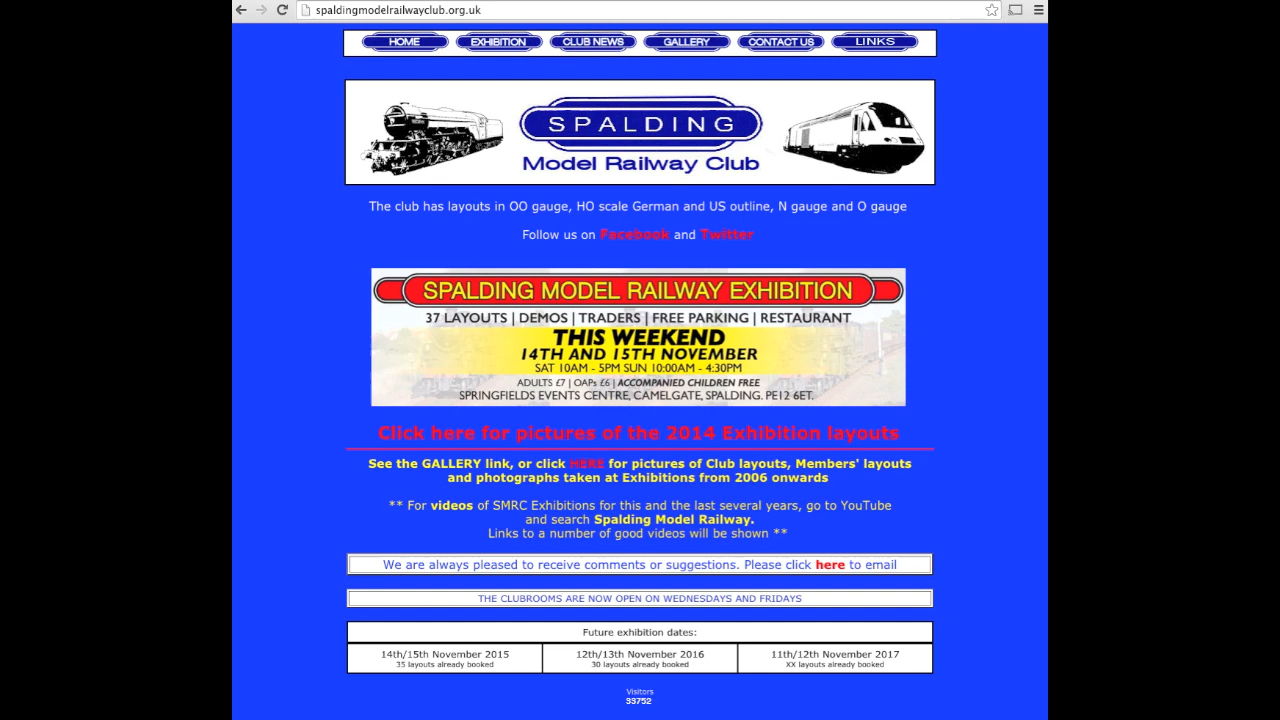 spaldingmodelrailwayclub.org.uk
HOME EXHIBITION CLUB NEWS GALLERY CONTACT US LINKS
SPALDING
Model Railway Club
The club has layouts in OO gauge, HO scale German and US outline, N gauge and O gauge
Follow us on Facebook and Twitter
SPALDING MODEL RAILWAY EXHIBITION
37 LAYOUTS | DEMOS | TRADERS | FREE PARKING | RESTAURANT
THIS WEEKEND
14TH AND 15TH NOVEMBER
SAT 10AM - 5PM SUN 10:00AM - 4:30PM
ADULTS £7 | OAPs £6 | ACCOMPANIED CHILDREN FREE
SPRINGFIELDS EVENTS CENTRE, CAMELGATE, SPALDING. PE12 6ET.
Click here for pictures of the 2014 Exhibition layouts
See the GALLERY link, or click HERE for pictures of Club layouts, Members' layouts
and photographs taken at Exhibitions from 2006 onwards
** For videos of SMRC Exhibitions for this and the last several years, go to YouTube
and search Spalding Model Railway.
Links to a number of good videos will be shown **
We are always pleased to receive comments or suggestions. Please click here to email
THE CLUBROOMS ARE NOW OPEN ON WEDNESDAYS AND FRIDAYS
Future exhibition dates:
14th/15th November 2015 12th/13th November 2016 11th/12th November 2017
35 layouts already booked 30 layouts already booked XX layouts already booked
Visitors
33752